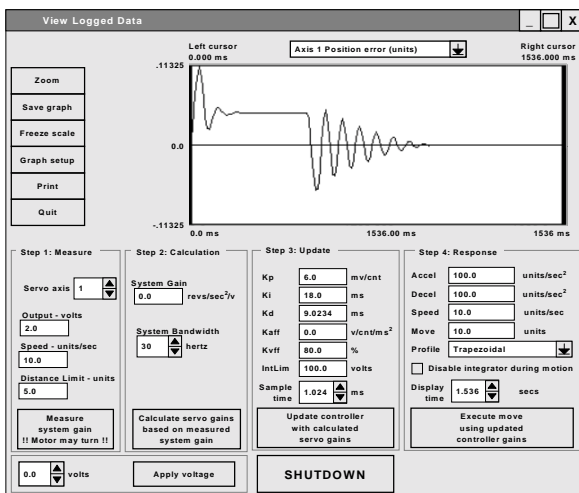 View Logged Data
_ X
Left cursor
0.000 ms
Axis 1 Position error (units)
Right cursor
1536.000 ms
.11325
0.0
-.11325
0.0 ms 1536.00 ms 1536 ms
Zoom
Save graph
Freeze scale
Graph setup
Print
Quit
Step 1: Measure
Servo axis 1
Output - volts
2.0
Speed - units/sec
10.0
Distance Limit - units
5.0
Measure
system gain
!! Motor may turn !!
Step 2: Calculation
System Gain
0.0 revs/sec²/v
System Bandwidth
30 hertz
Calculate servo gains
based on measured
system gain
Step 3: Update
Kp 6.0 mv/cnt
Ki 18.0 ms
Kd 9.0234 ms
Kaff 0.0 v/cnt/ms²
Kvff 80.0 %
IntLim 100.0 volts
Sample
time 1.024 ms
Update controller
with calculated
servo gains
Step 4: Response
Accel 100.0 units/sec²
Decel 100.0 units/sec²
Speed 10.0 units/sec
Move 10.0 units
Profile Trapezoidal
Disable integrator during motion
Display
time 1.536 secs
Execute move
using updated
controller gains
0.0 volts
Apply voltage
SHUTDOWN